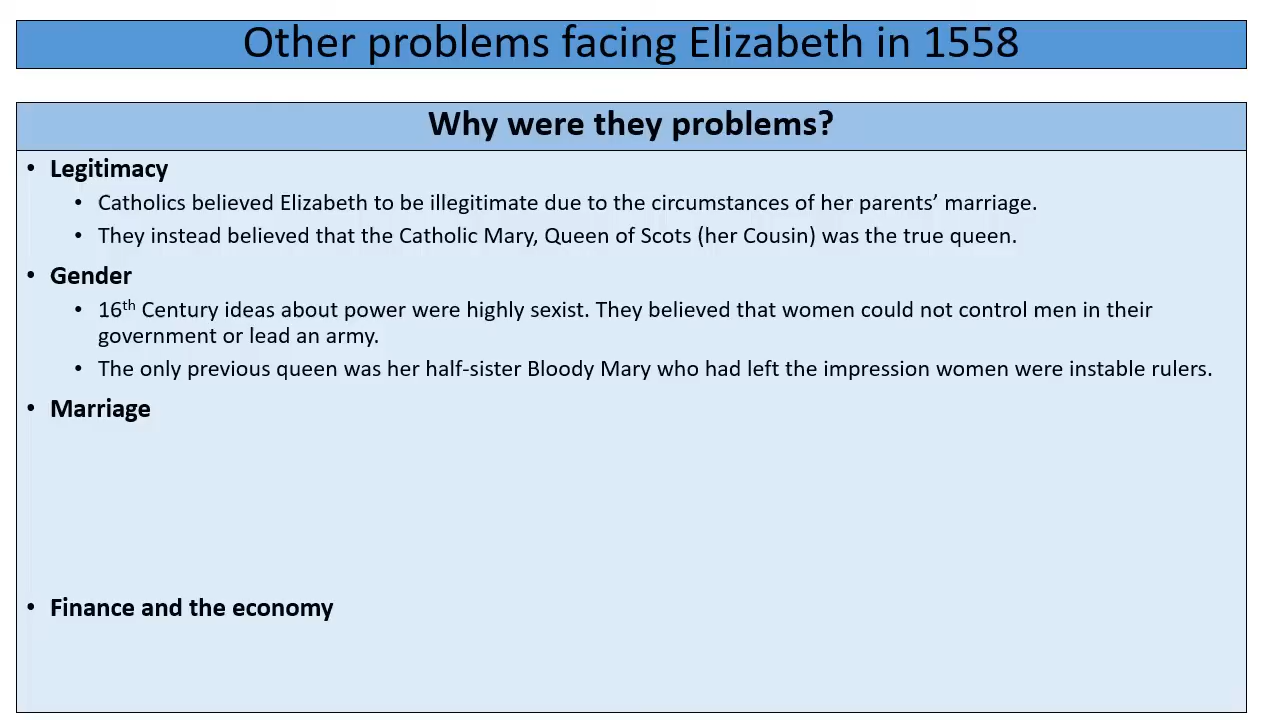 Other problems facing Elizabeth in 1558
Why were they problems?
• Legitimacy
• Catholics believed Elizabeth to be illegitimate due to the circumstances of her parents’ marriage.
• They instead believed that the Catholic Mary, Queen of Scots (her Cousin) was the true queen.
• Gender
• 16th Century ideas about power were highly sexist. They believed that women could not control men in their
government or lead an army.
• The only previous queen was her half-sister Bloody Mary who had left the impression women were instable rulers.
• Marriage
• Finance and the economy